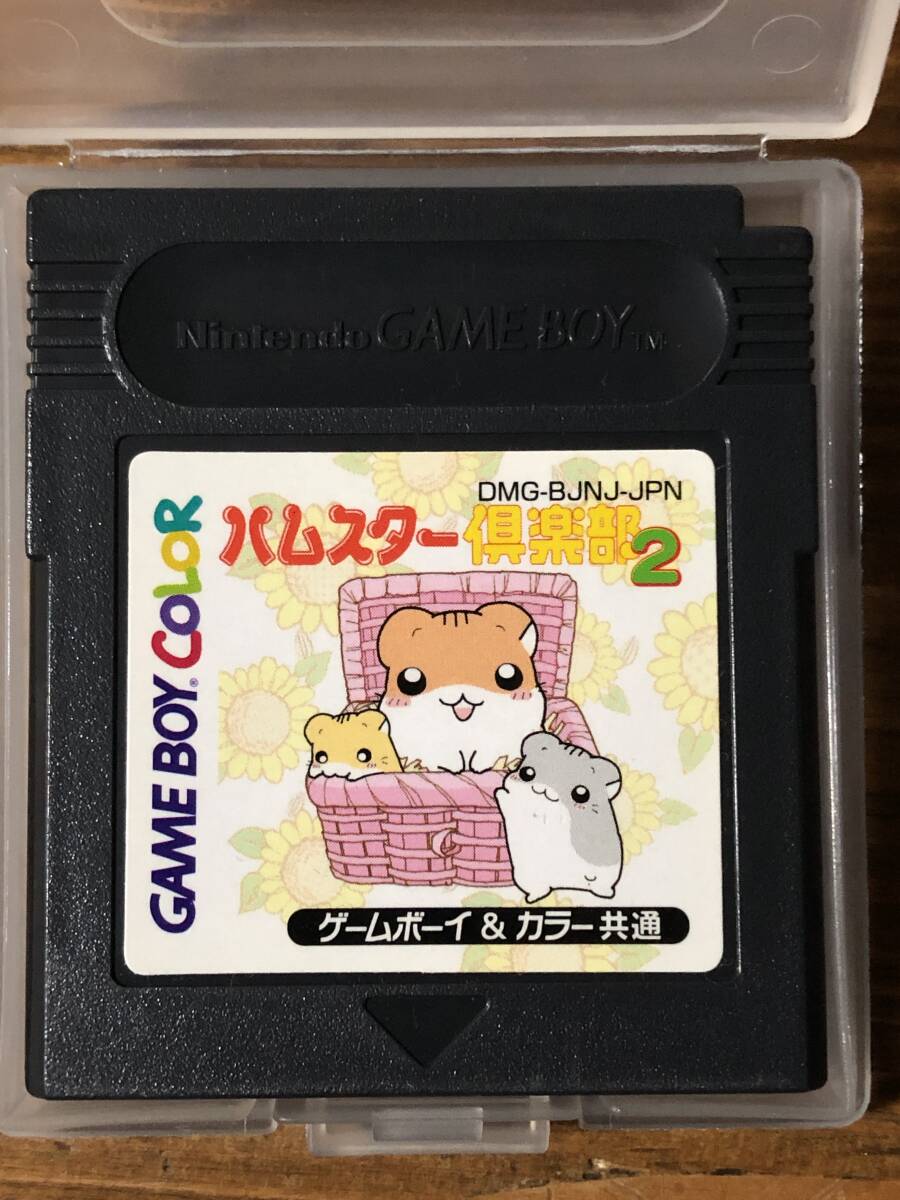 Nintendo GAME BOY TM
DMG-BJNJ-JPN
ハムスター倶楽部2
GAME BOY® COLOR
ゲームボーイ & カラー共通